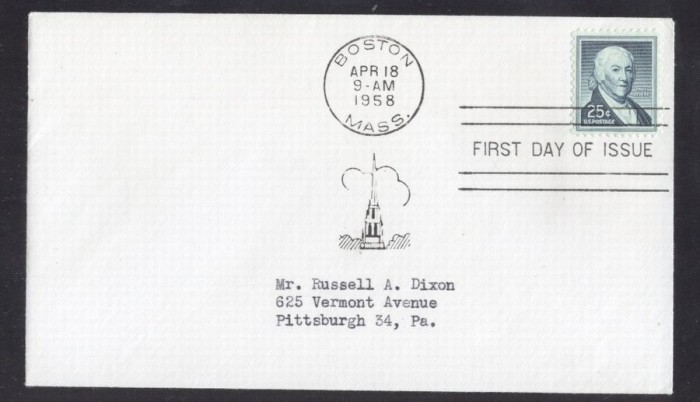 BOSTON
APR 18
9-AM
1958
MASS.
25¢
U.S. POSTAGE
FIRST DAY OF ISSUE
Mr. Russell A. Dixon
625 Vermont Avenue
Pittsburgh 34, Pa.